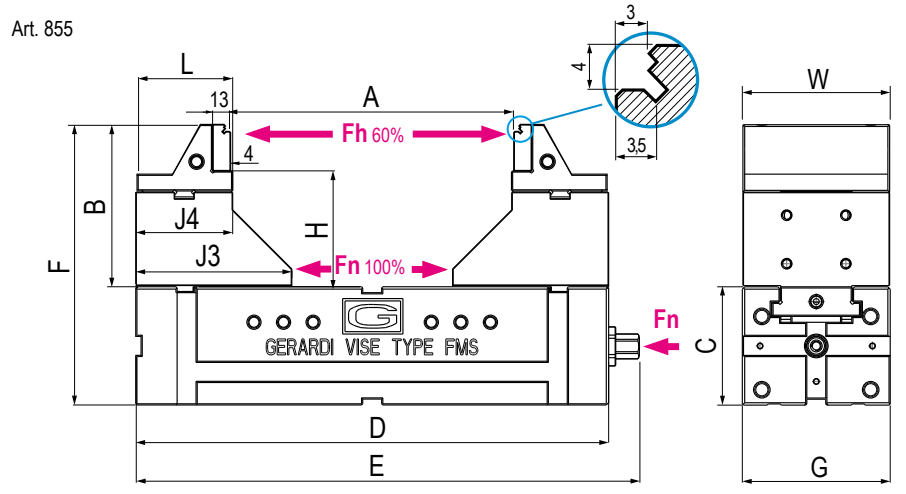 Art. 855
3
4
3,5
L
13
A
W
Fh 60%
4
B
J4
H
F
J3
Fn 100%
G
Fn
GERARDI VISE TYPE FMS
C
D
E
G